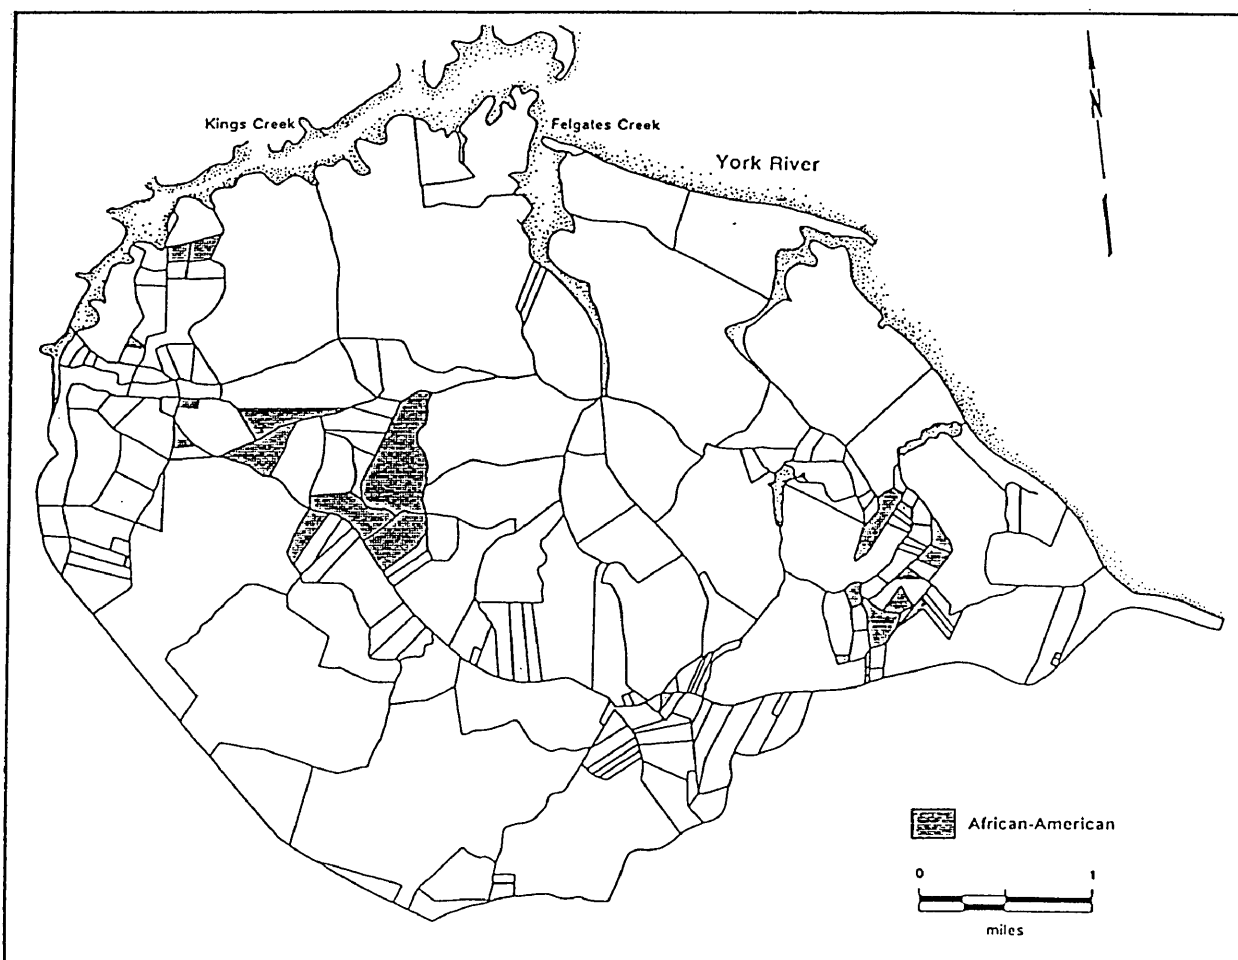 Kings Creek
Felgates Creek
York River
N
African-American
0 1
miles